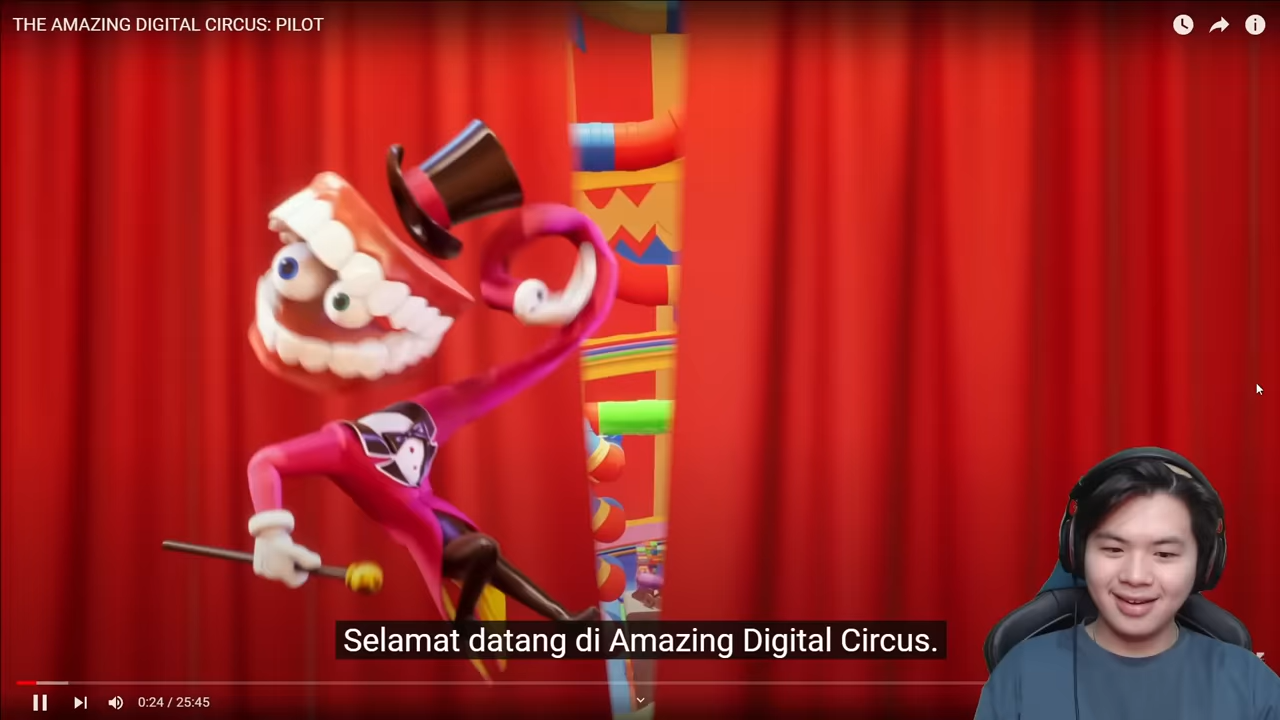 THE AMAZING DIGITAL CIRCUS: PILOT
Selamat datang di Amazing Digital Circus.
0:24 / 25:45